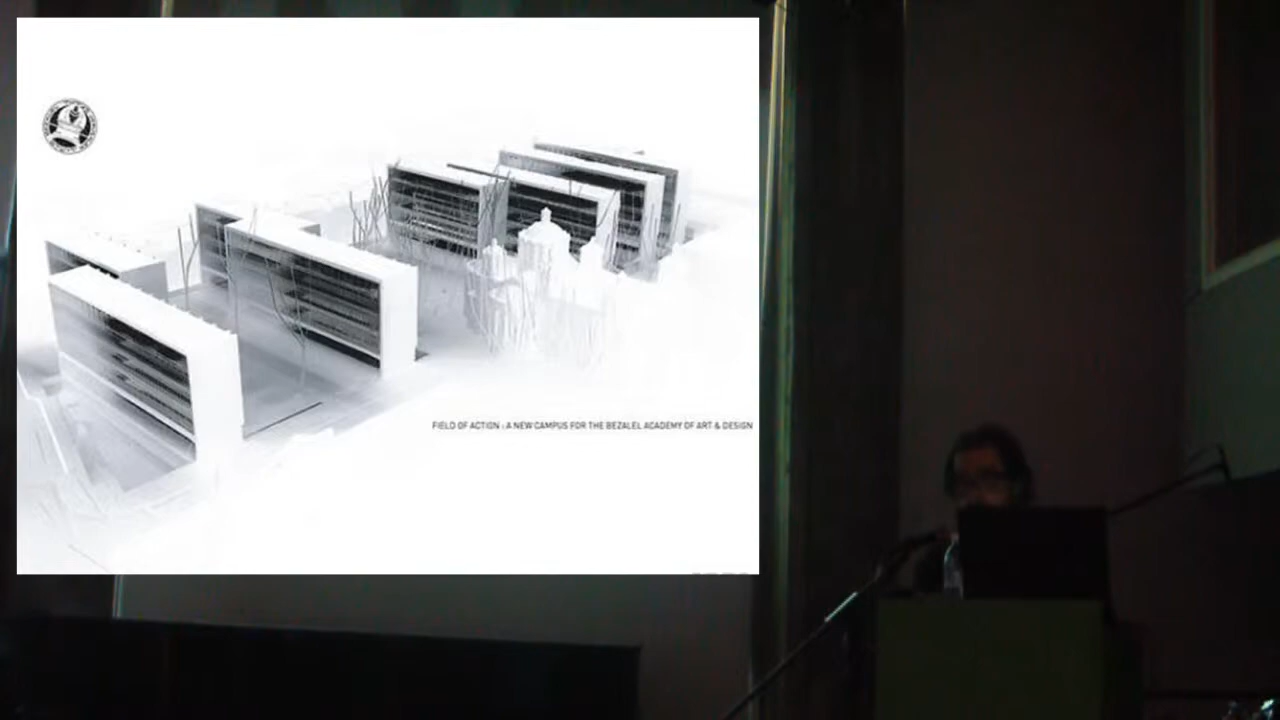 FIELD OF ACTION : A NEW CAMPUS FOR THE BEZALEL ACADEMY OF ART & DESIGN